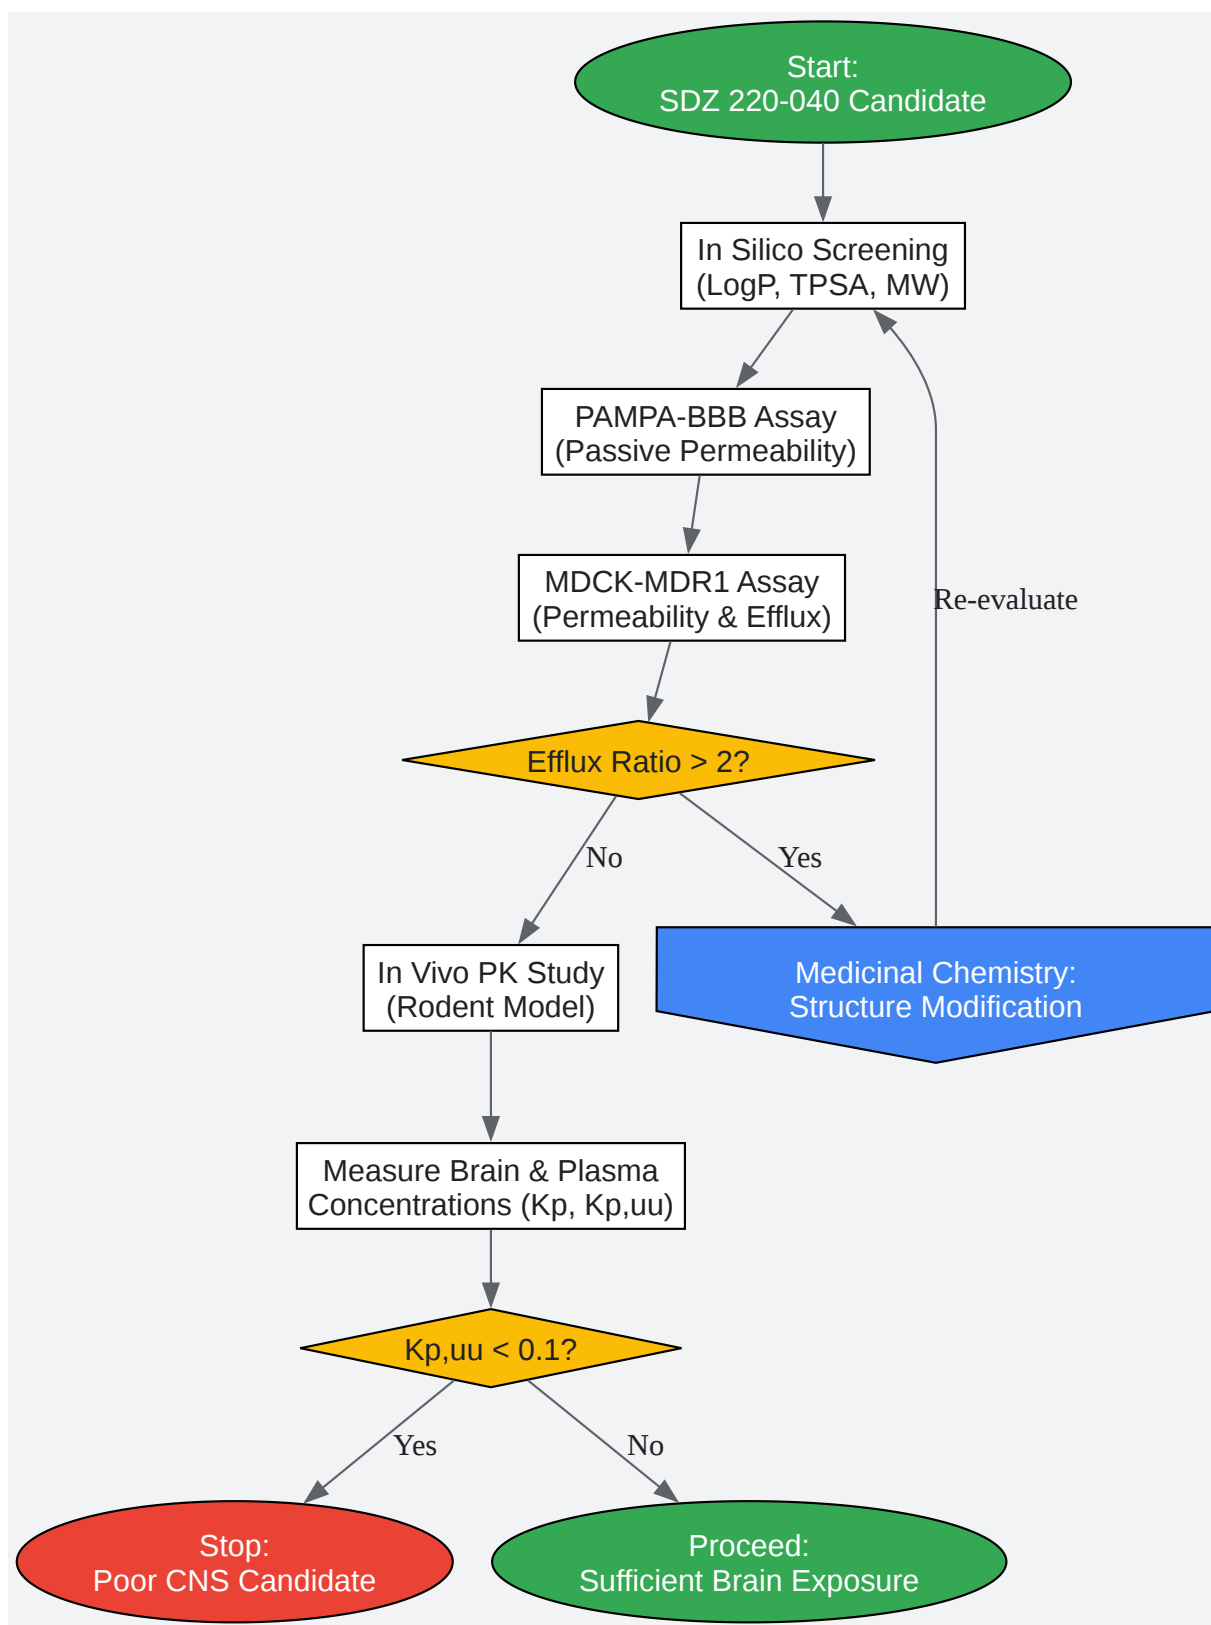 Start:
SDZ 220-040 Candidate
In Silico Screening
(LogP, TPSA, MW)
PAMPA-BBB Assay
(Passive Permeability)
MDCK-MDR1 Assay
(Permeability & Efflux)
Re-evaluate
Efflux Ratio > 2?
No
Yes
In Vivo PK Study
(Rodent Model)
Medicinal Chemistry:
Structure Modification
Measure Brain & Plasma
Concentrations (Kp, Kp,uu)
Kp,uu < 0.1?
Yes
No
Stop:
Poor CNS Candidate
Proceed:
Sufficient Brain Exposure